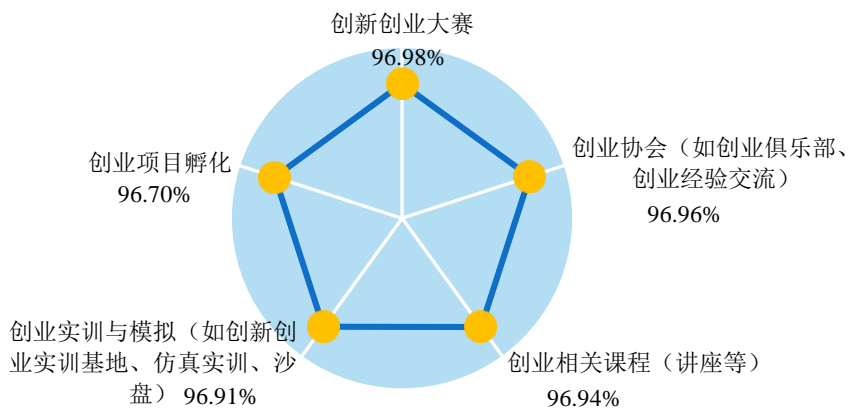 创新创业大赛
96.98%
创业协会（如创业俱乐部、
创业经验交流）
96.96%
创业相关课程（讲座等）
96.94%
创业实训与模拟（如创新创
业实训基地、仿真实训、沙
盘） 96.91%
创业项目孵化
96.70%